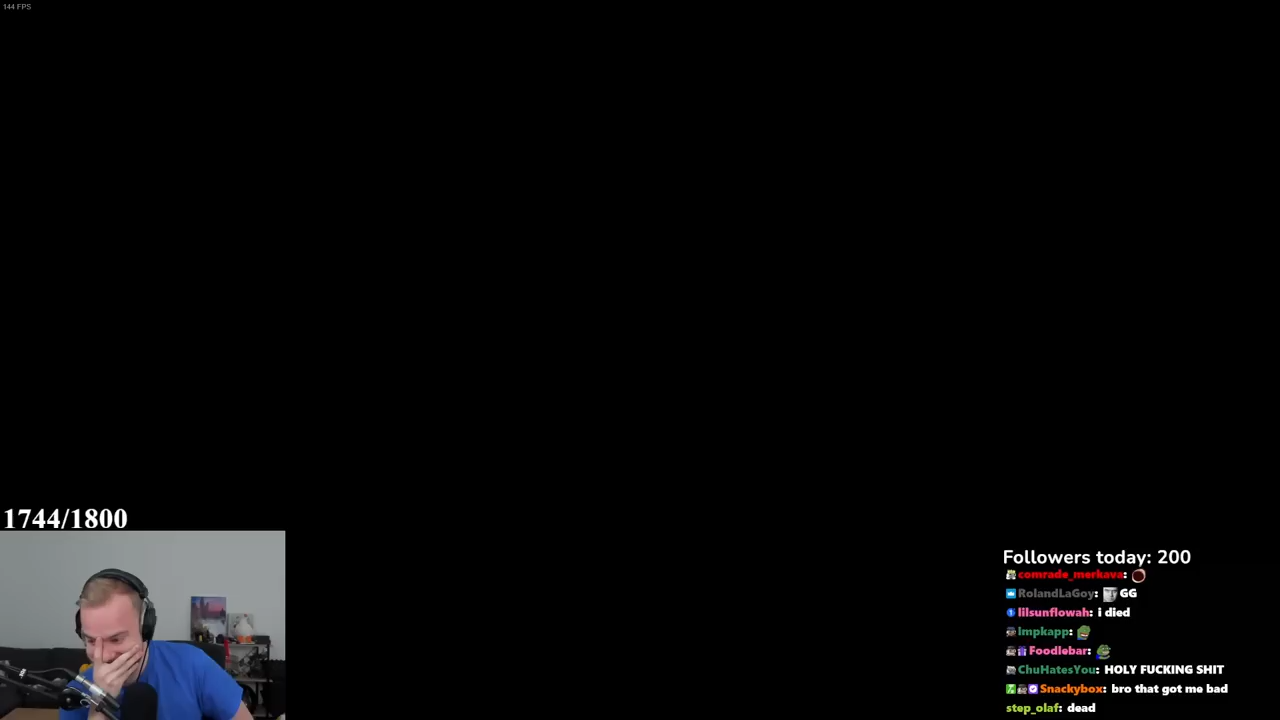 144 FPS
1744/1800
Followers today: 200
comrade_merkava:
RolandLaGoy: GG
lilsunflowah: i died
Impkapp:
Foodlebar:
ChuHatesYou: HOLY FUCKING SHIT
Snackybox: bro that got me bad
step_olaf: dead